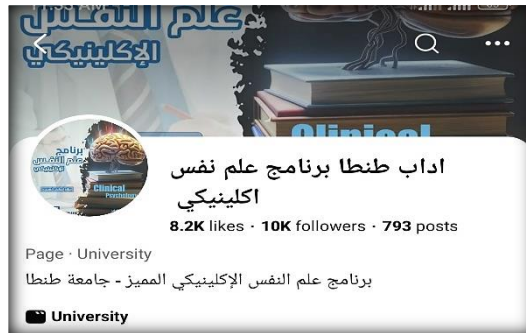 علم النفس
الإكلينيكي
Clinical
برنامج
علم النفس
Clinical
Psychology
اداب طنطا برنامج علم نفس
اكلينيكي
8.2K likes · 10K followers · 793 posts
Page · University
برنامج علم النفس الإكلينيكي المميز - جامعة طنطا
University